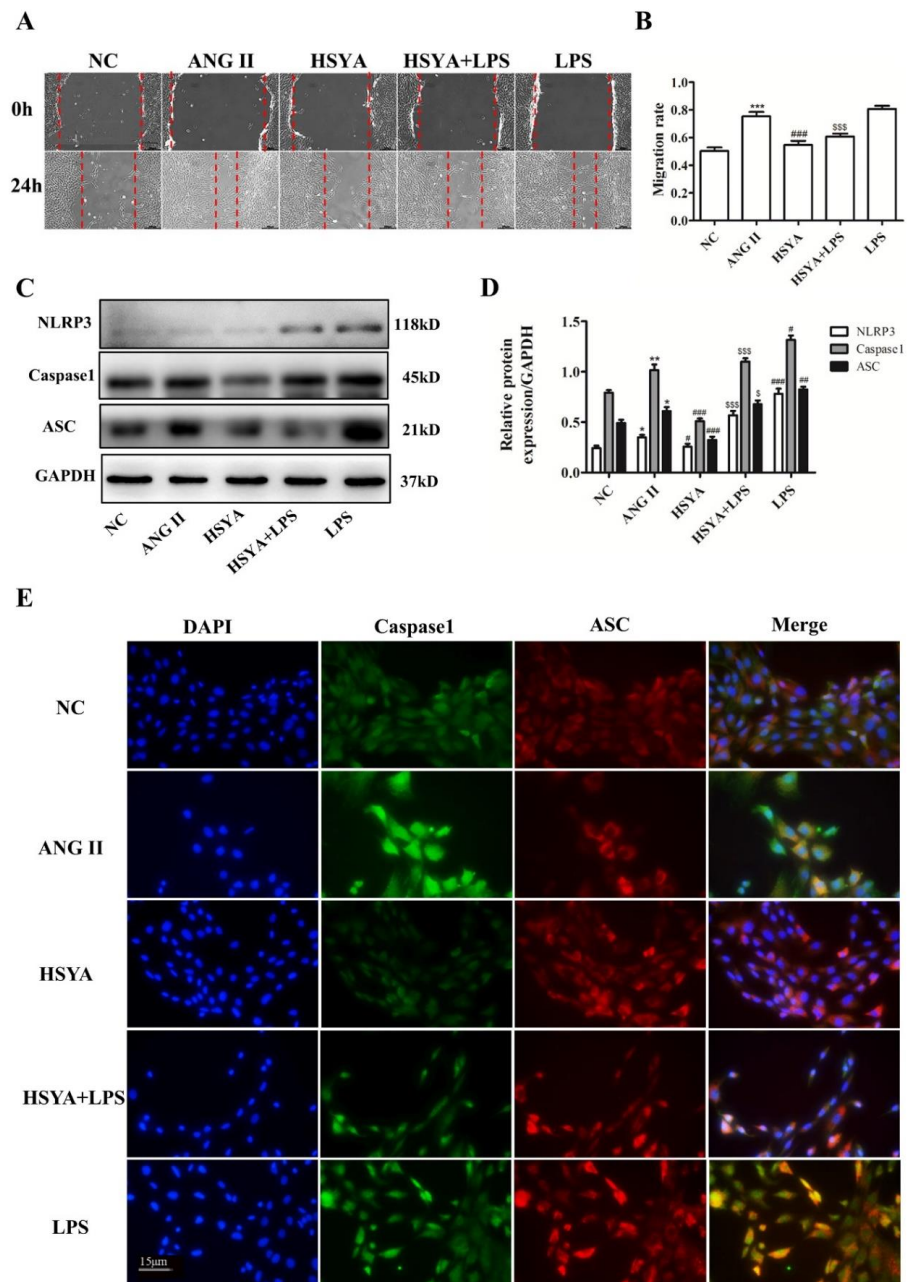 A
NC ANG II HSYA HSYA+LPS LPS
0h
24h
B
Migration rate
1.0
0.8
0.6
0.4
0.2
0.0
*** ### $$$
NC ANG II HSYA HSYA+LPS LPS
C
NLRP3 118kD
Caspase1 45kD
ASC 21kD
GAPDH 37kD
NC ANG II HSYA HSYA+LPS LPS
D
Relative protein
expression/GAPDH
1.5
1.0
0.5
0.0
* ** * # ### ### $$$ $$$ $ ### # ##
NC ANG II HSYA HSYA+LPS LPS
NLRP3
Caspase1
ASC
E
DAPI Caspase1 ASC Merge
NC
ANG II
HSYA
HSYA+LPS
LPS
15μm